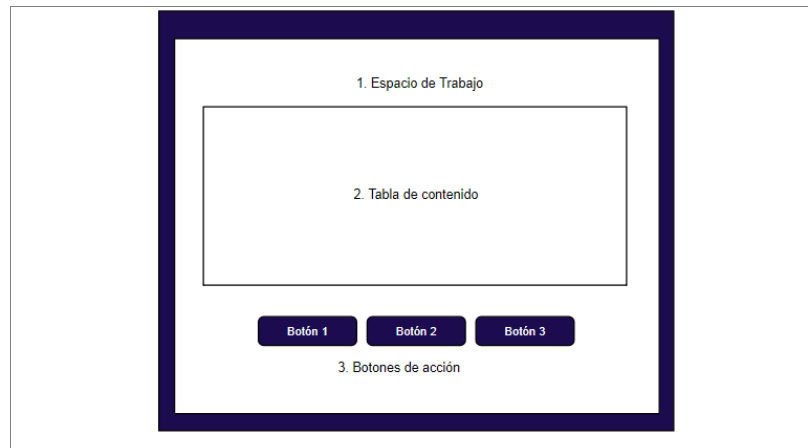 1. Espacio de Trabajo
2. Tabla de contenido
Botón 1 Botón 2 Botón 3
3. Botones de acción